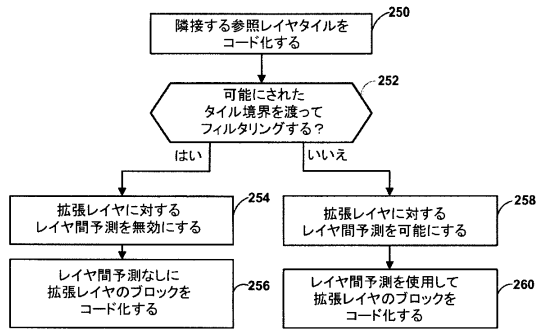 隣接する参照レイヤタイルを
コード化する
250
252
可能にされた
タイル境界を渡って
フィルタリングする？
はい
いいえ
拡張レイヤに対する
レイヤ間予測を無効にする
254
拡張レイヤに対する
レイヤ間予測を可能にする
258
レイヤ間予測なしに
拡張レイヤのブロックを
コード化する
256
レイヤ間予測を使用して
拡張レイヤのブロックを
コード化する
260